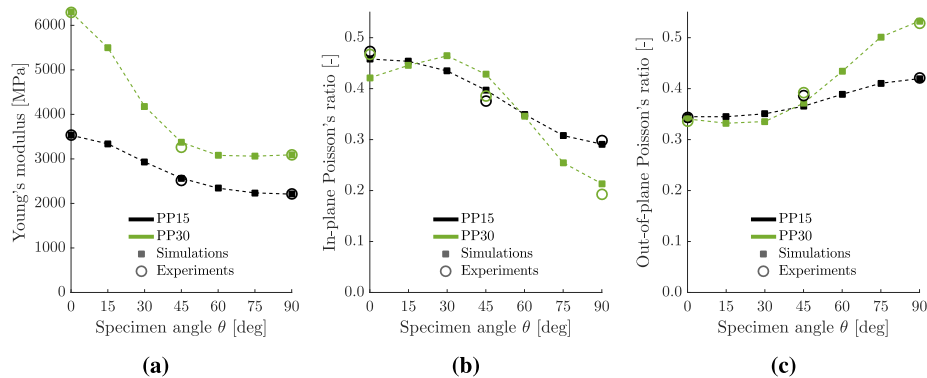 6000
5000
4000
3000
2000
1000
0
Young's modulus [MPa]
PP15
PP30
Simulations
Experiments
0 15 30 45 60 75 90
Specimen angle θ [deg]
(a)
0.5
0.4
0.3
0.2
0.1
0.0
In-plane Poisson's ratio [-]
PP15
PP30
Simulations
Experiments
0 15 30 45 60 75 90
Specimen angle θ [deg]
(b)
0.5
0.4
0.3
0.2
0.1
0.0
Out-of-plane Poisson's ratio [-]
PP15
PP30
Simulations
Experiments
0 15 30 45 60 75 90
Specimen angle θ [deg]
(c)